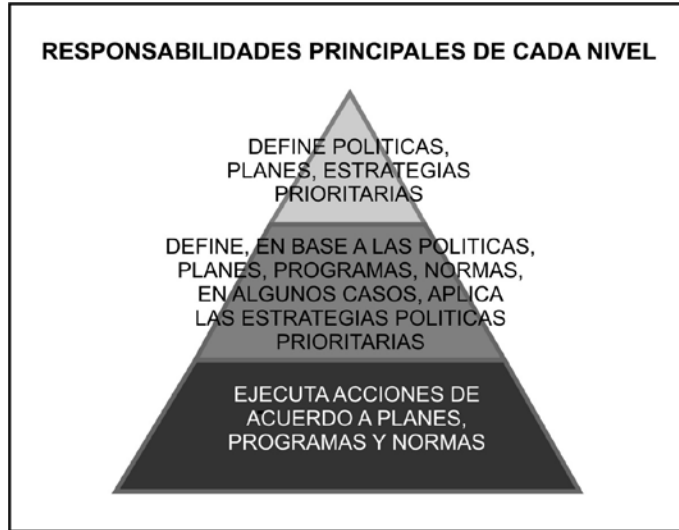 RESPONSABILIDADES PRINCIPALES DE CADA NIVEL
DEFINE POLITICAS,
PLANES, ESTRATEGIAS
PRIORITARIAS
DEFINE, EN BASE A LAS POLITICAS,
PLANES, PROGRAMAS, NORMAS,
EN ALGUNOS CASOS, APLICA
LAS ESTRATEGIAS POLITICAS
PRIORITARIAS
EJECUTA ACCIONES DE
ACUERDO A PLANES,
PROGRAMAS Y NORMAS